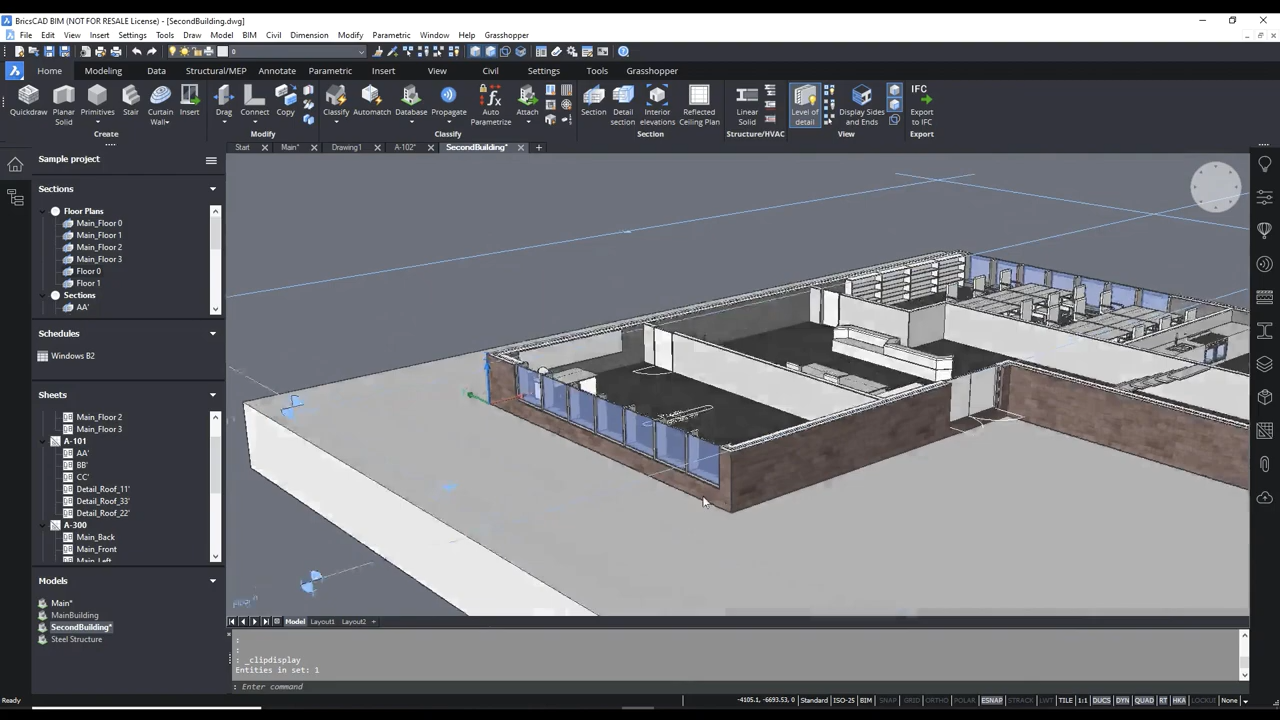 BricsCAD BIM (NOT FOR RESALE License) - [SecondBuilding.dwg]
File Edit View Insert Settings Tools Draw Model BIM Civil Dimension Modify Parametric Window Help Grasshopper
0
Home Modeling Data Structural/MEP Annotate Parametric Insert View Civil Settings Tools Grasshopper
Quickdraw Planar Solid Primitives Stair Curtain Wall Insert Drag Connect Copy Classify Automatch Database Propagate Auto Parametrize Attach Section Detail section Interior elevations Reflected Ceiling Plan Linear Solid Level of detail Display Sides and Ends IFC Export to IFC
Create Modify Classify Section Structure/HVAC View Export
Start Main* Drawing1 A-102* SecondBuilding*
Sample project
Sections
Floor Plans
Main_Floor 0
Main_Floor 1
Main_Floor 2
Main_Floor 3
Floor 0
Floor 1
Sections
AA'
Schedules
Windows B2
Sheets
Main_Floor 2
Main_Floor 3
A-101
AA'
BB'
CC'
Detail_Roof_11'
Detail_Roof_33'
Detail_Roof_22'
A-300
Main_Back
Main_Front
Main_Left
Models
Main*
MainBuilding
SecondBuilding*
Steel Structure
Model Layout1 Layout2 +
:
:
: _clipdisplay
Entities in set: 1
: Enter command
Ready -4105.1, -6693.53, 0 Standard ISO-25 BIM SNAP GRID ORTHO POLAR ESNAP STRACK LWT TILE 1:1 DUCS DYN QUAD RT HKA LOCKUI None